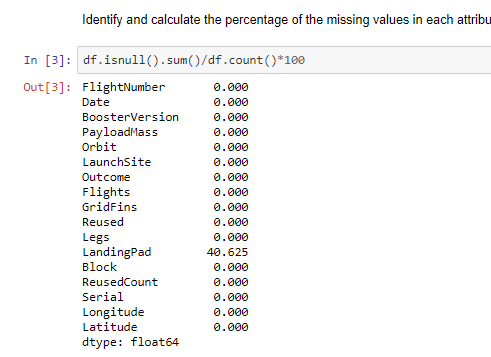 Identify and calculate the percentage of the missing values in each attribu
In [3]: df.isnull().sum()/df.count()*100
Out[3]: FlightNumber 0.000
Date 0.000
BoosterVersion 0.000
PayloadMass 0.000
Orbit 0.000
LaunchSite 0.000
Outcome 0.000
Flights 0.000
GridFins 0.000
Reused 0.000
Legs 0.000
LandingPad 40.625
Block 0.000
ReusedCount 0.000
Serial 0.000
Longitude 0.000
Latitude 0.000
dtype: float64